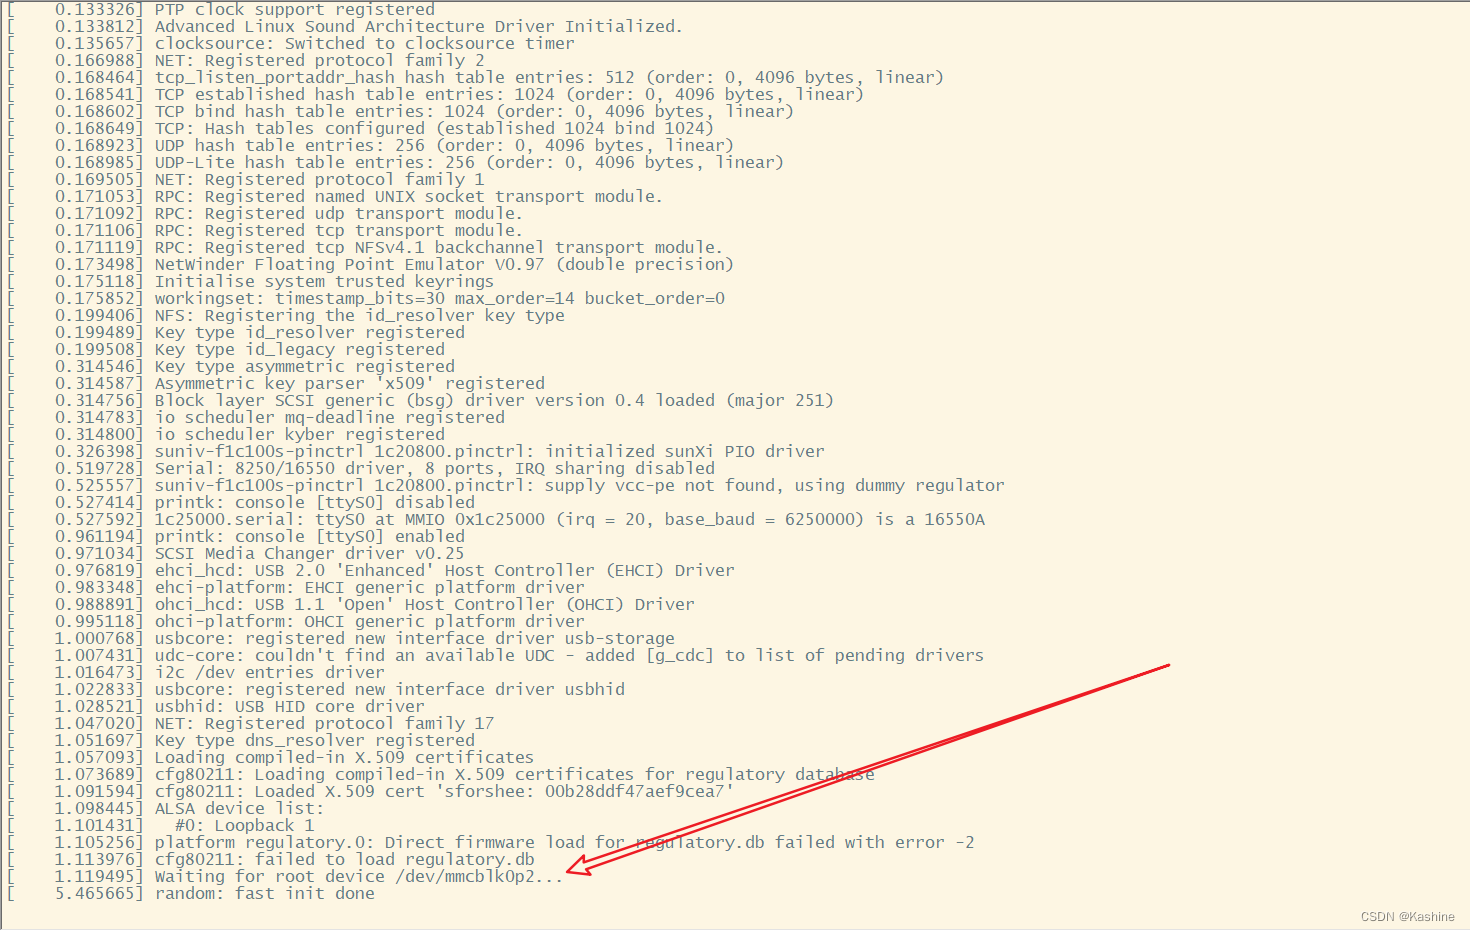 [    0.133326] PTP clock support registered
[    0.133812] Advanced Linux Sound Architecture Driver Initialized.
[    0.135657] clocksource: Switched to clocksource timer
[    0.166988] NET: Registered protocol family 2
[    0.168464] tcp_listen_portaddr_hash hash table entries: 512 (order: 0, 4096 bytes, linear)
[    0.168541] TCP established hash table entries: 1024 (order: 0, 4096 bytes, linear)
[    0.168602] TCP bind hash table entries: 1024 (order: 0, 4096 bytes, linear)
[    0.168649] TCP: Hash tables configured (established 1024 bind 1024)
[    0.168923] UDP hash table entries: 256 (order: 0, 4096 bytes, linear)
[    0.168985] UDP-Lite hash table entries: 256 (order: 0, 4096 bytes, linear)
[    0.169505] NET: Registered protocol family 1
[    0.171053] RPC: Registered named UNIX socket transport module.
[    0.171092] RPC: Registered udp transport module.
[    0.171106] RPC: Registered tcp transport module.
[    0.171119] RPC: Registered tcp NFSv4.1 backchannel transport module.
[    0.173498] NetWinder Floating Point Emulator V0.97 (double precision)
[    0.175118] Initialise system trusted keyrings
[    0.175852] workingset: timestamp_bits=30 max_order=14 bucket_order=0
[    0.199406] NFS: Registering the id_resolver key type
[    0.199489] Key type id_resolver registered
[    0.199508] Key type id_legacy registered
[    0.314546] Key type asymmetric registered
[    0.314587] Asymmetric key parser 'x509' registered
[    0.314756] Block layer SCSI generic (bsg) driver version 0.4 loaded (major 251)
[    0.314783] io scheduler mq-deadline registered
[    0.314800] io scheduler kyber registered
[    0.326398] suniv-f1c100s-pinctrl 1c20800.pinctrl: initialized sunXi PIO driver
[    0.519728] Serial: 8250/16550 driver, 8 ports, IRQ sharing disabled
[    0.525557] suniv-f1c100s-pinctrl 1c20800.pinctrl: supply vcc-pe not found, using dummy regulator
[    0.527414] printk: console [ttyS0] disabled
[    0.527592] 1c25000.serial: ttyS0 at MMIO 0x1c25000 (irq = 20, base_baud = 6250000) is a 16550A
[    0.961194] printk: console [ttyS0] enabled
[    0.971034] SCSI Media Changer driver v0.25
[    0.976819] ehci_hcd: USB 2.0 'Enhanced' Host Controller (EHCI) Driver
[    0.983348] ehci-platform: EHCI generic platform driver
[    0.988891] ohci_hcd: USB 1.1 'Open' Host Controller (OHCI) Driver
[    0.995118] ohci-platform: OHCI generic platform driver
[    1.000768] usbcore: registered new interface driver usb-storage
[    1.007431] udc-core: couldn't find an available UDC - added [g_cdc] to list of pending drivers
[    1.016473] i2c /dev entries driver
[    1.022833] usbcore: registered new interface driver usbhid
[    1.028521] usbhid: USB HID core driver
[    1.047020] NET: Registered protocol family 17
[    1.051697] Key type dns_resolver registered
[    1.057093] Loading compiled-in X.509 certificates
[    1.073689] cfg80211: Loading compiled-in X.509 certificates for regulatory database
[    1.091594] cfg80211: Loaded X.509 cert 'sforshee: 00b28ddf47aef9cea7'
[    1.098445] ALSA device list:
[    1.101431]   #0: Loopback 1
[    1.105256] platform regulatory.0: Direct firmware load for regulatory.db failed with error -2
[    1.113976] cfg80211: failed to load regulatory.db
[    1.119495] Waiting for root device /dev/mmcblk0p2...
[    5.465665] random: fast init done
CSDN @Kashine